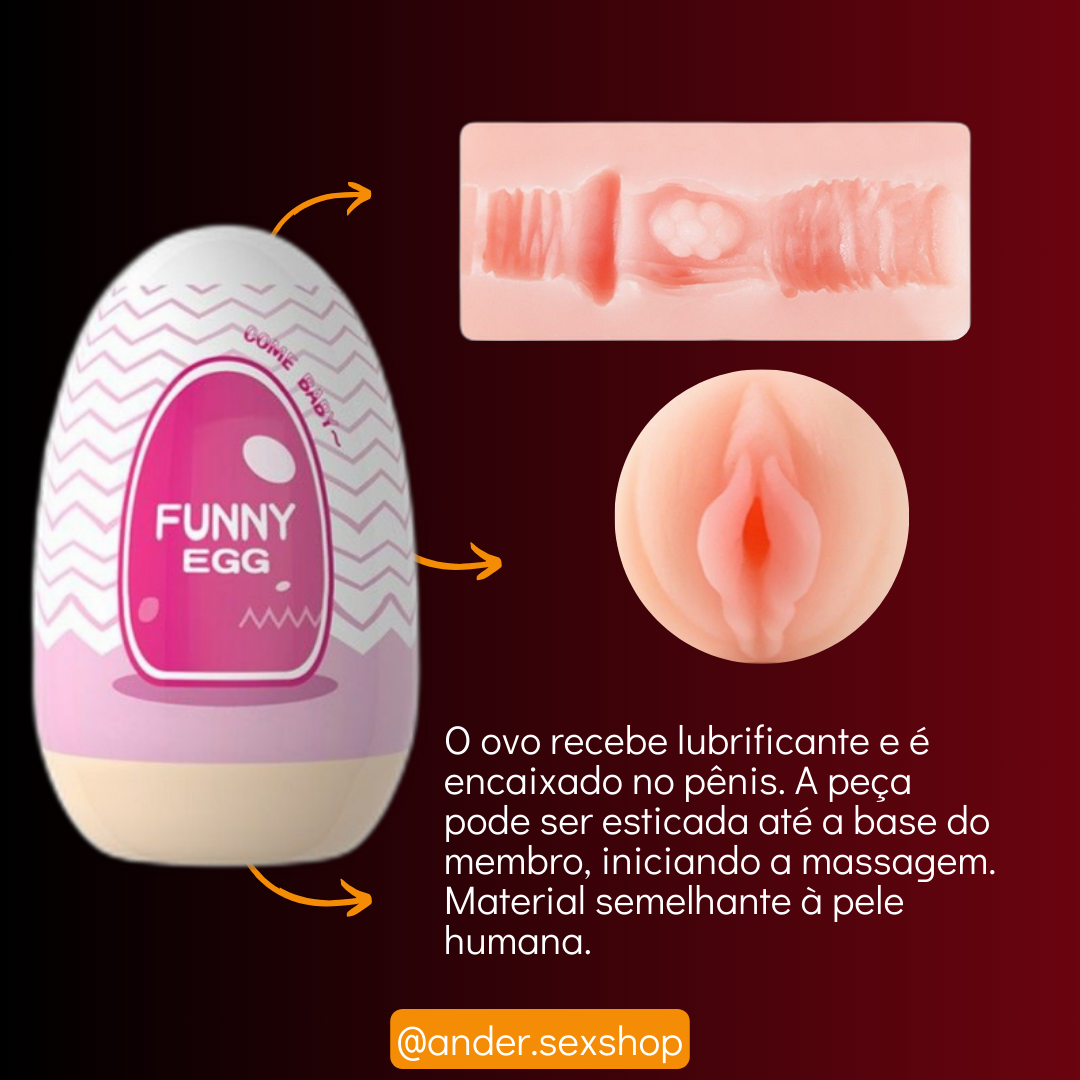 COME BABY~
FUNNY
EGG
O ovo recebe lubrificante e é
encaixado no pênis. A peça
pode ser esticada até a base do
membro, iniciando a massagem.
Material semelhante à pele
humana.
@ander.sexshop